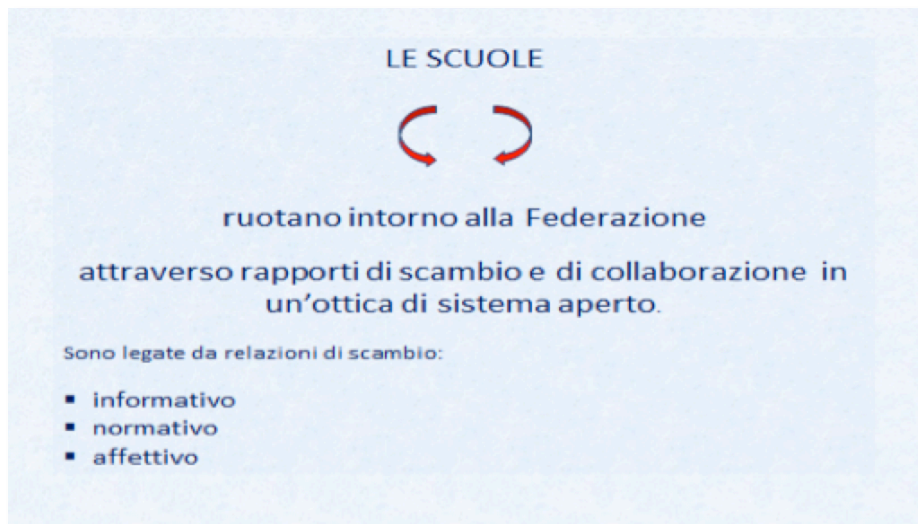 LE SCUOLE
ruotano intorno alla Federazione
attraverso rapporti di scambio e di collaborazione in
un'ottica di sistema aperto.
Sono legate da relazioni di scambio:
▪ informativo
▪ normativo
▪ affettivo